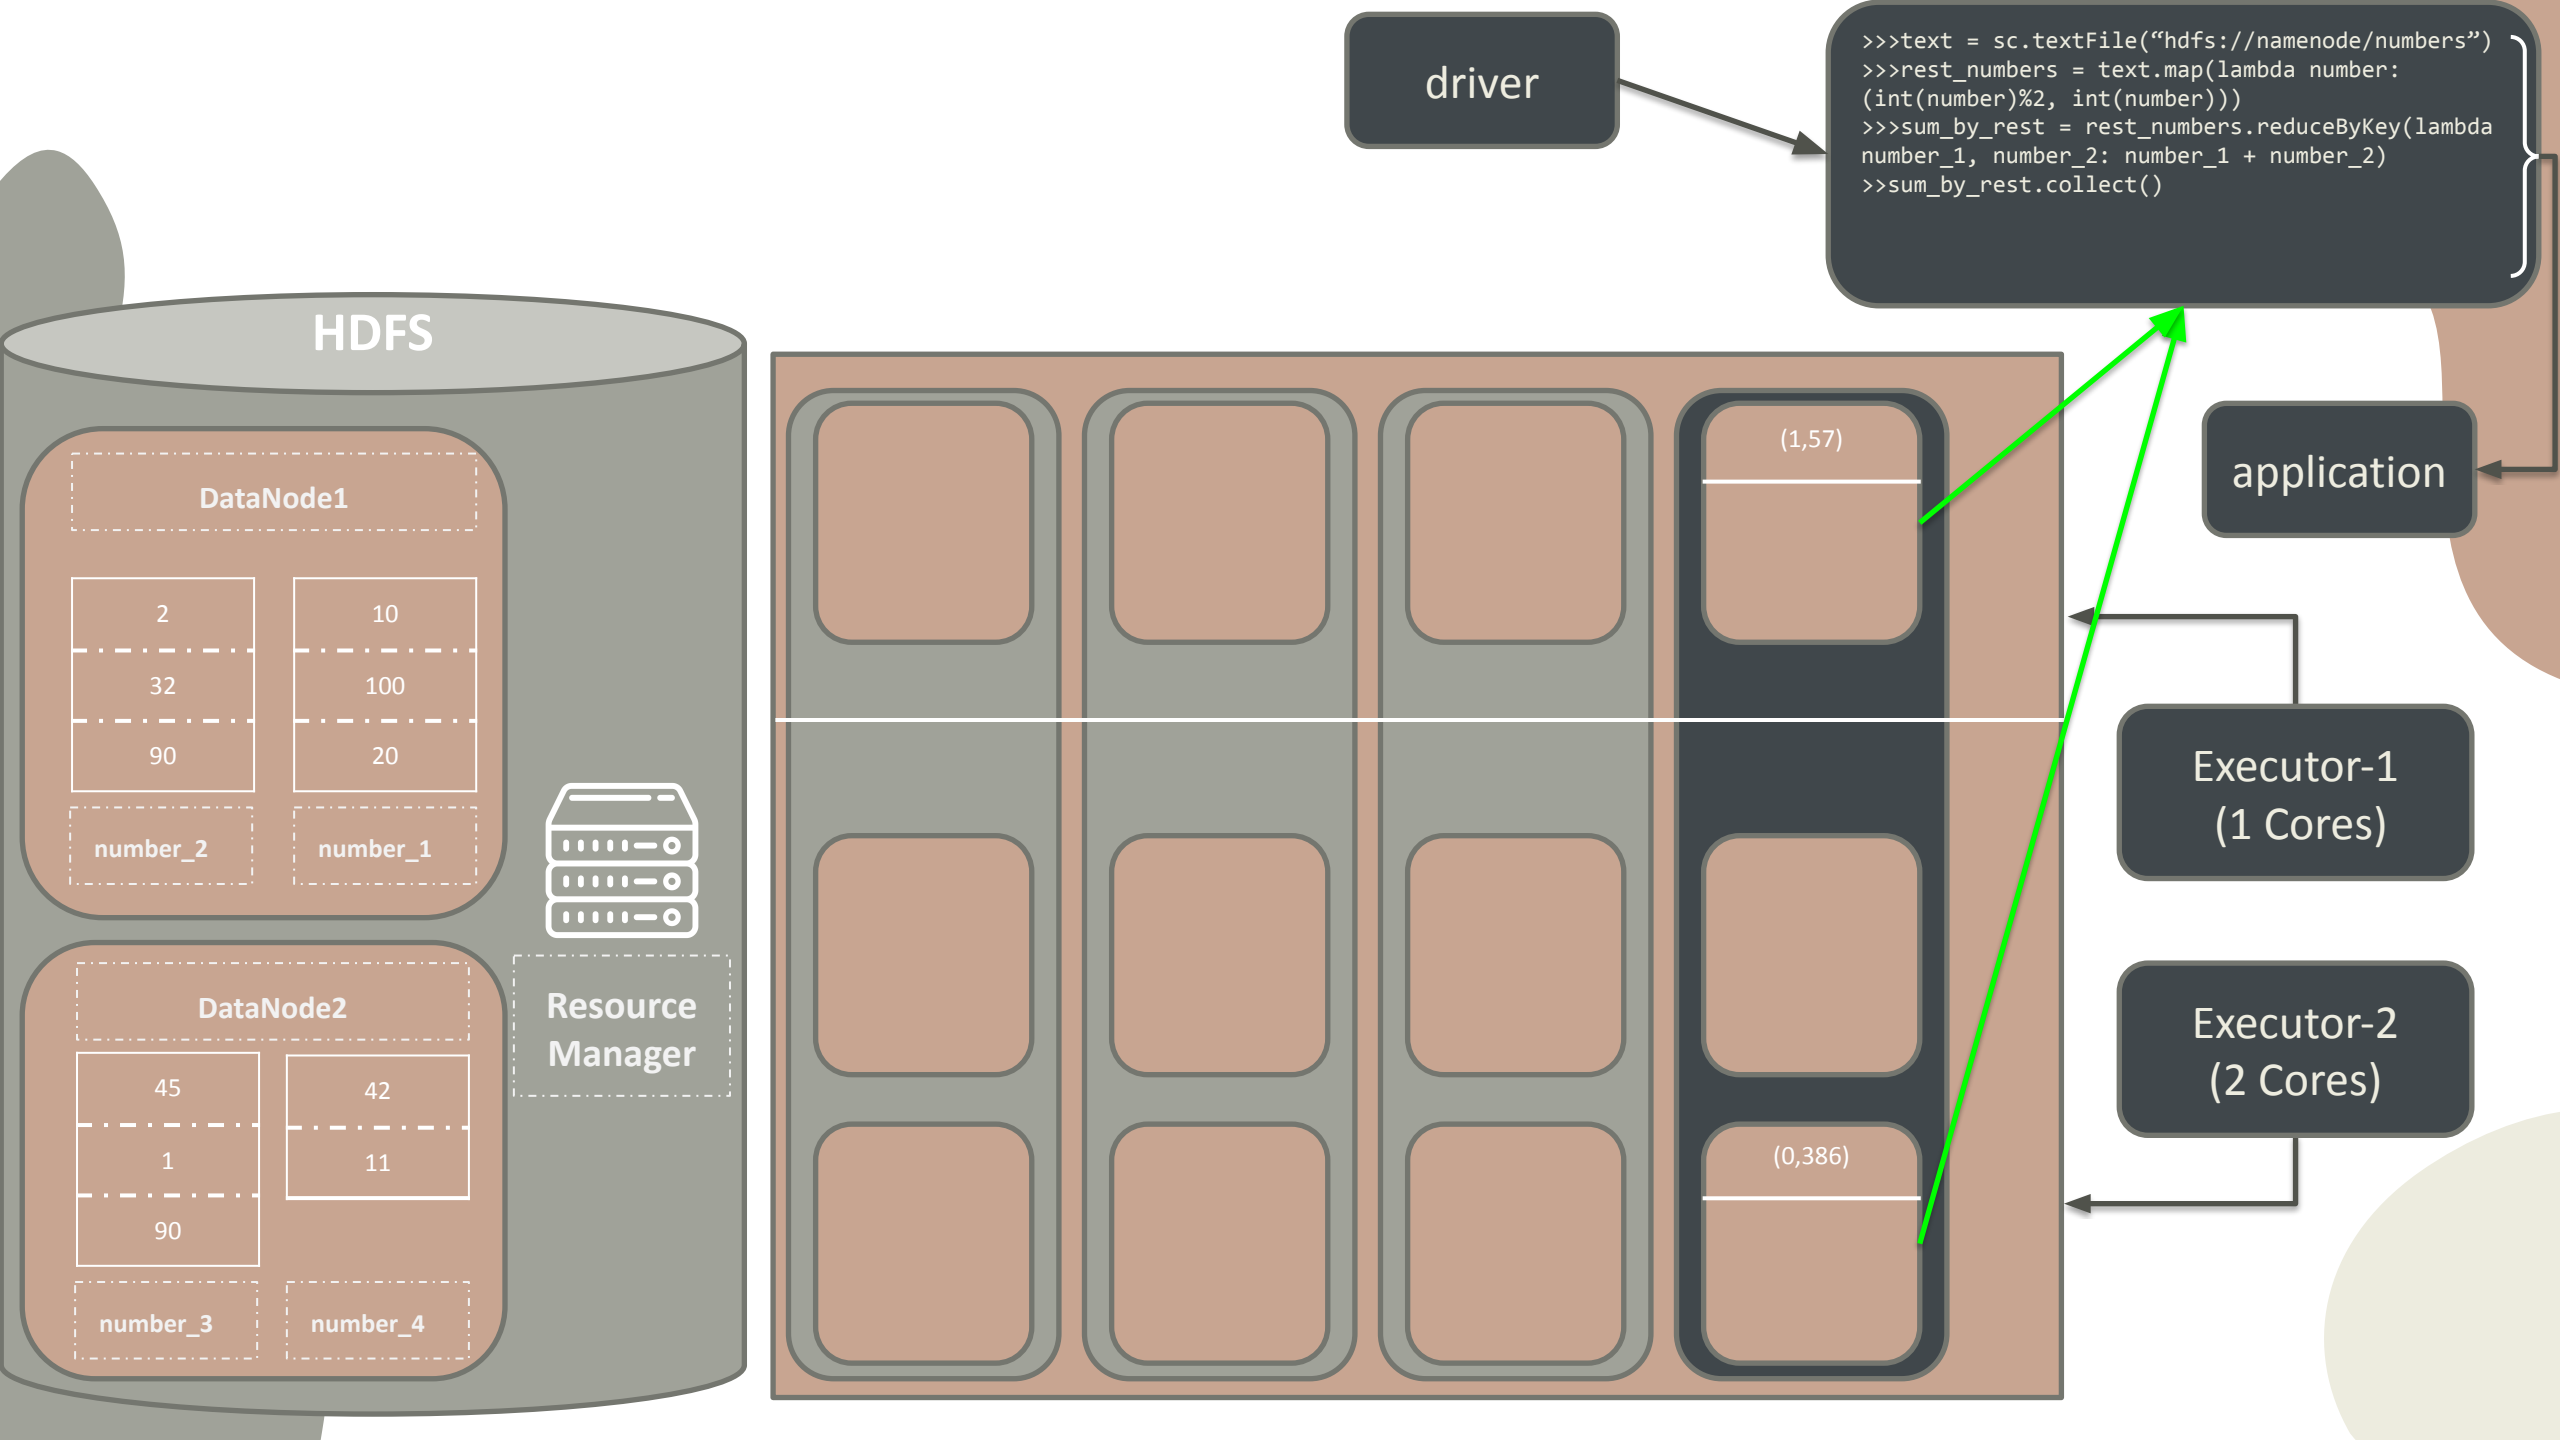 driver
>>>text = sc.textFile(“hdfs://namenode/numbers”)
>>>rest_numbers = text.map(lambda number:
(int(number)%2, int(number)))
>>>sum_by_rest = rest_numbers.reduceByKey(lambda
number_1, number_2: number_1 + number_2)
>>sum_by_rest.collect()
HDFS
DataNode1
2
32
90
number_2
10
100
20
number_1
DataNode2
45
1
90
number_3
42
11
number_4
Resource
Manager
(1,57)
(0,386)
application
Executor-1
(1 Cores)
Executor-2
(2 Cores)